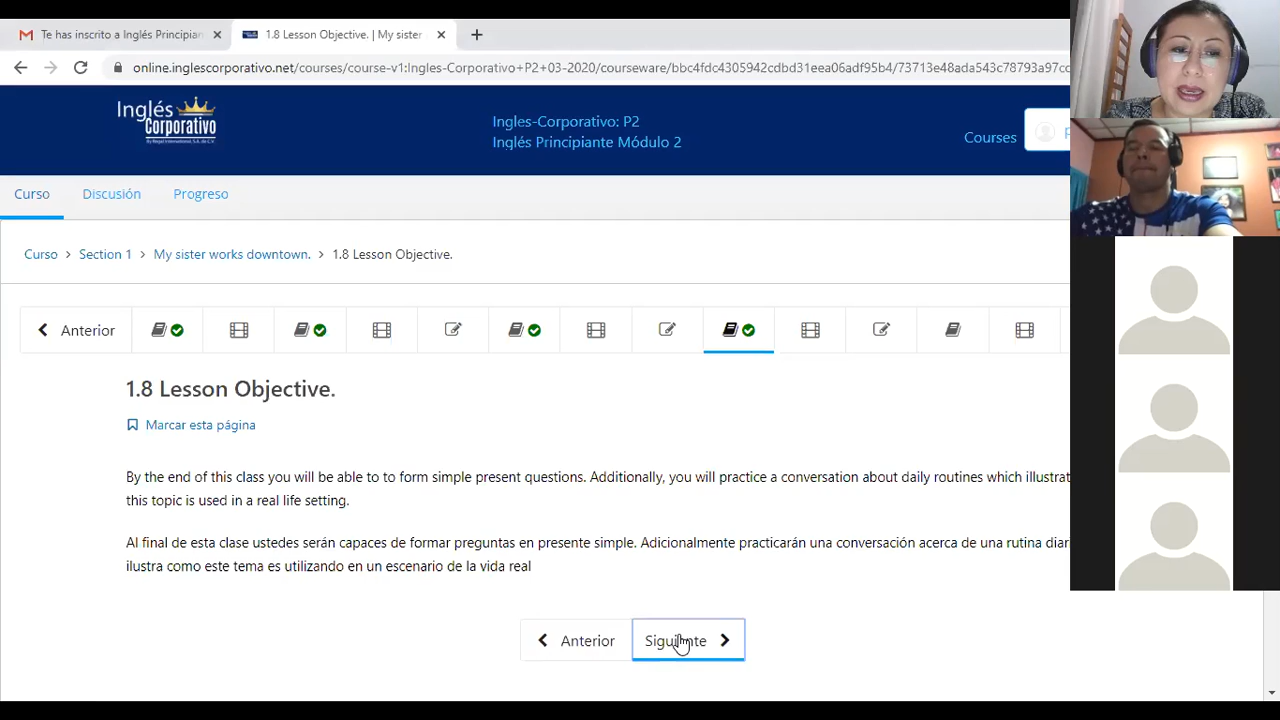 Te has inscrito a Inglés Principian
1.8 Lesson Objective. | My sister
online.inglescorporativo.net/courses/course-v1:Ingles-Corporativo+P2+03-2020/courseware/bbc4fdc4305942cdbd31eea06adf95b4/73713e48ada543c78793a97cc
Inglés
Corporativo
Ingles-Corporativo: P2
Inglés Principiante Módulo 2
Courses
Curso Discusión Progreso
Curso > Section 1 > My sister works downtown. > 1.8 Lesson Objective.
Anterior
1.8 Lesson Objective.
Marcar esta página
By the end of this class you will be able to to form simple present questions. Additionally, you will practice a conversation about daily routines which illustrat
this topic is used in a real life setting.
Al final de esta clase ustedes serán capaces de formar preguntas en presente simple. Adicionalmente practicarán una conversación acerca de una rutina diar
ilustra como este tema es utilizando en un escenario de la vida real
Anterior Siguiente